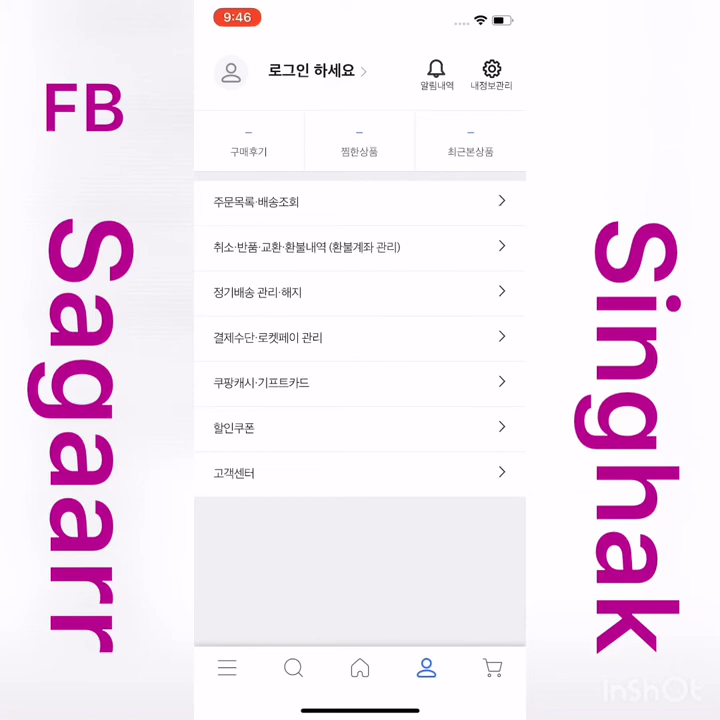 FB
Sagaarr
Singhak
9:46
로그인 하세요
알림내역
내정보관리
구매후기
찜한상품
최근본상품
주문목록·배송조회
취소·반품·교환·환불내역 (환불계좌 관리)
정기배송 관리·해지
결제수단·로켓페이 관리
쿠팡캐시·기프트카드
할인쿠폰
고객센터
InShOt